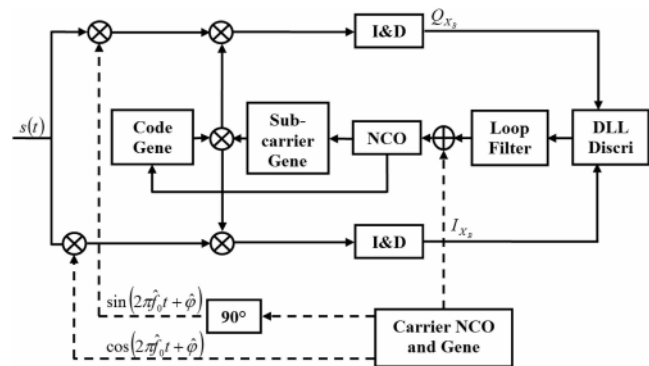 I&D
Q_{X_s}
s(t)
Code
Gene
Sub-
carrier
Gene
NCO
Loop
Filter
DLL
Discri
I&D
I_{X_s}
sin(2πf̂₀t + φ̂)
90°
cos(2πf̂₀t + φ̂)
Carrier NCO
and Gene